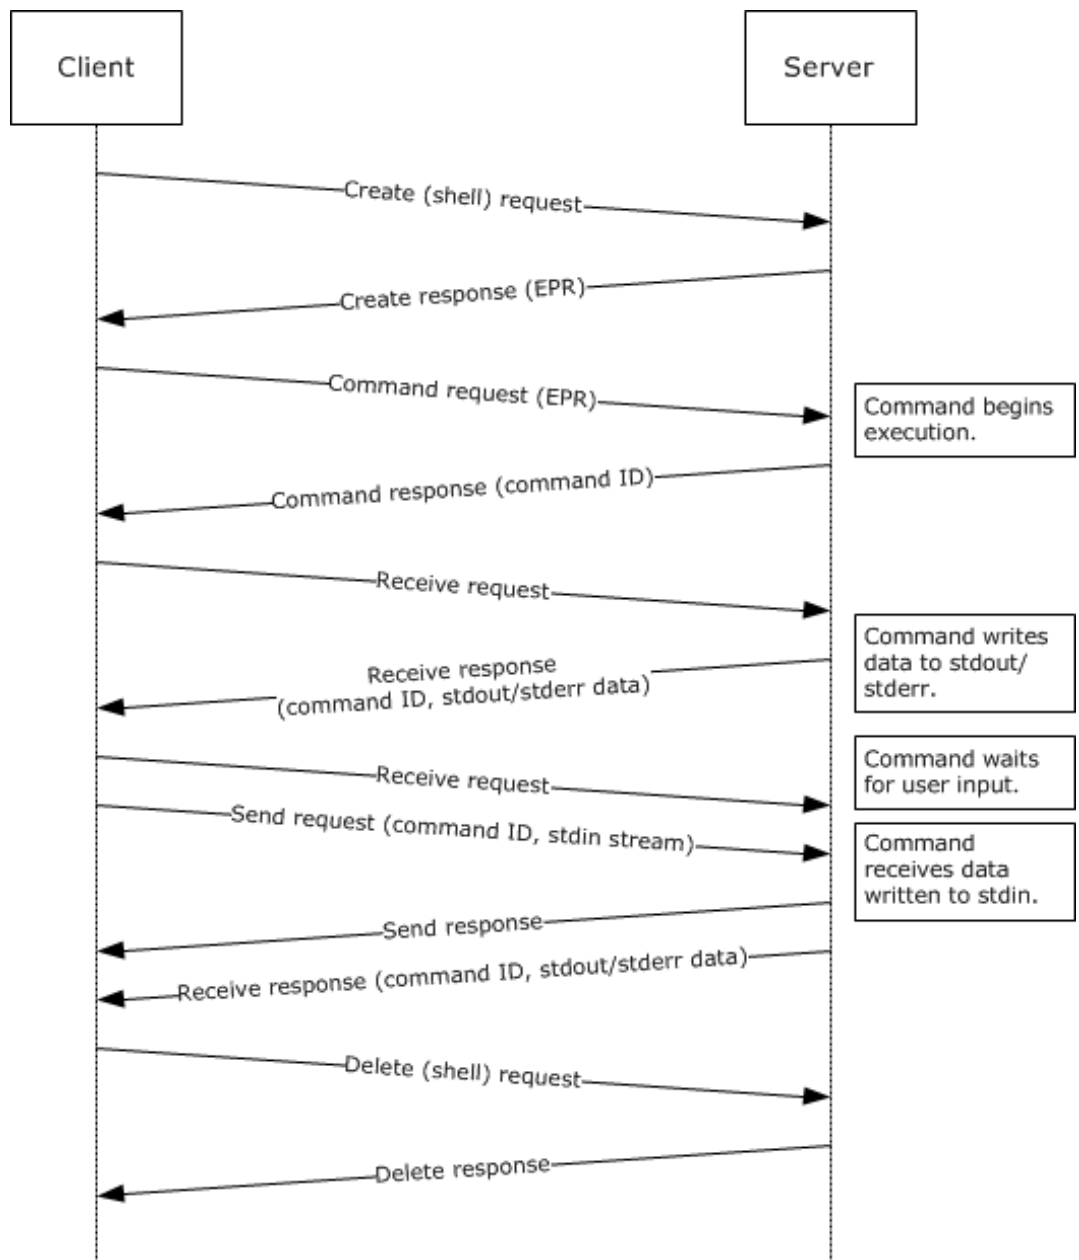 Client
Server
Create (shell) request
Create response (EPR)
Command request (EPR)
Command begins
execution.
Command response (command ID)
Receive request
Command writes
data to stdout/
stderr.
Receive response
(command ID, stdout/stderr data)
Receive request
Command waits
for user input.
Send request (command ID, stdin stream)
Command
receives data
written to stdin.
Send response
Receive response (command ID, stdout/stderr data)
Delete (shell) request
Delete response